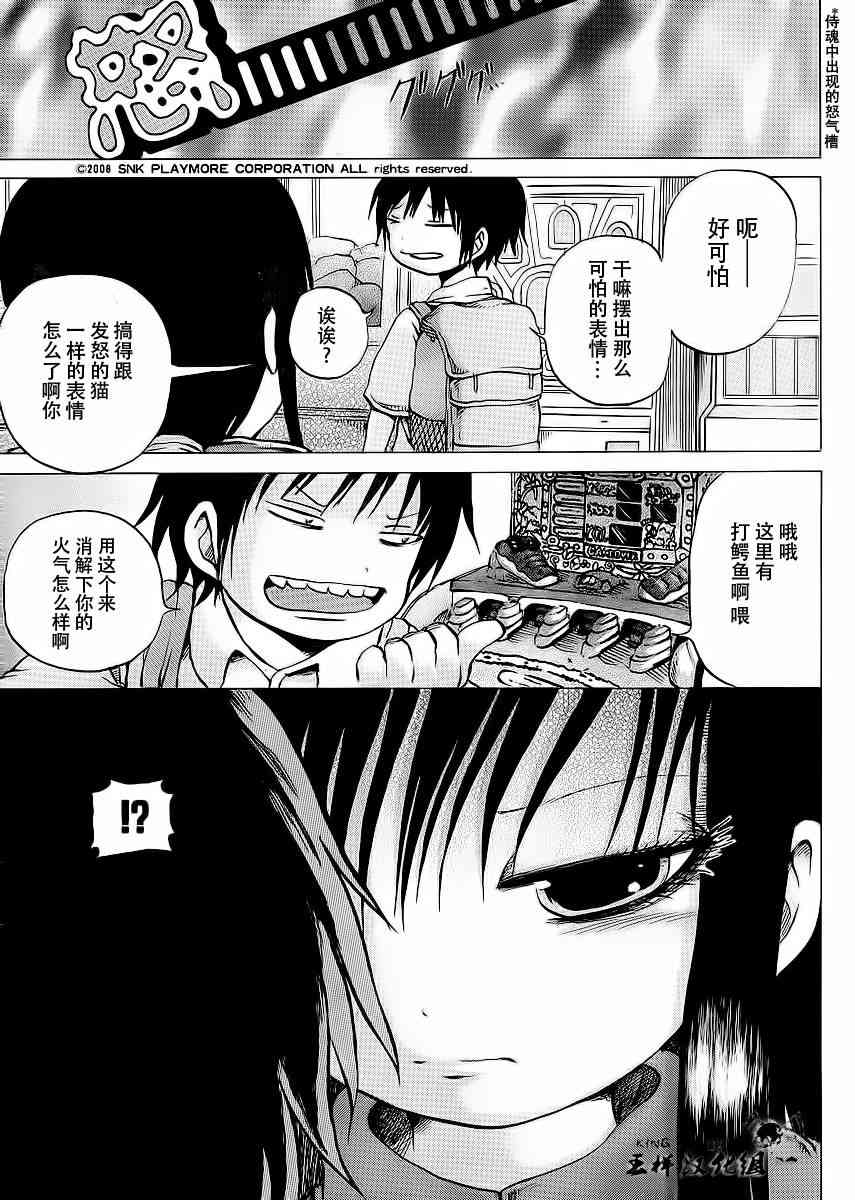 *侍魂中出现的怒气槽
怒
グググ…
©2008 SNK PLAYMORE CORPORATION ALL rights reserved.
呃——
好可怕
干嘛摆出那么
可怕的表情…
诶诶？
搞得跟
发怒的猫
一样的表情
怎么了啊你
哦哦
这里有
打鳄鱼啊 喂
用这个来
消解下你的
火气怎么样啊
!?
KING
王样汉化组